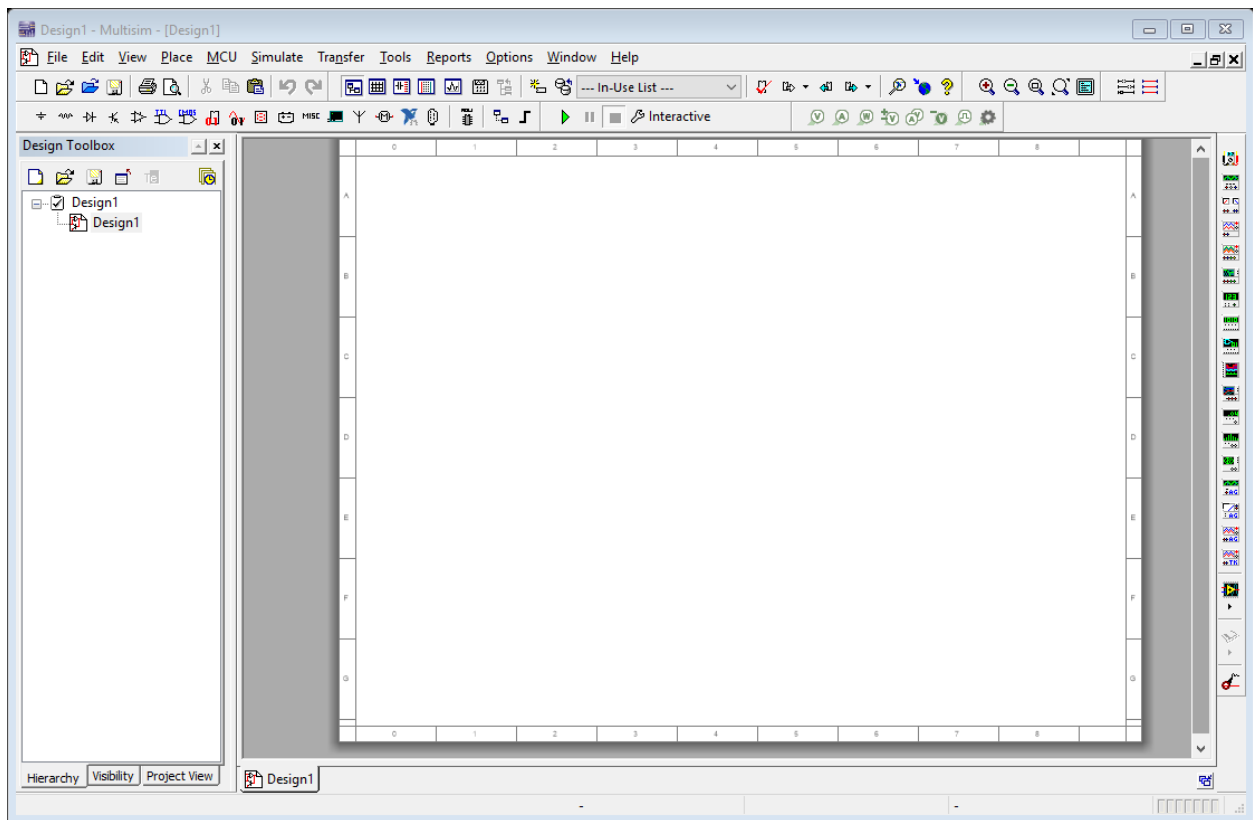 Design1 - Multisim - [Design1]
File Edit View Place MCU Simulate Transfer Tools Reports Options Window Help
--- In-Use List ---
MISC Interactive
Design Toolbox
Design1
Design1
0 1 2 3 4 5 6 7 8
A A
B B
C C
D D
E E
F F
G G
0 1 2 3 4 5 6 7 8
Hierarchy Visibility Project View
Design1
- -